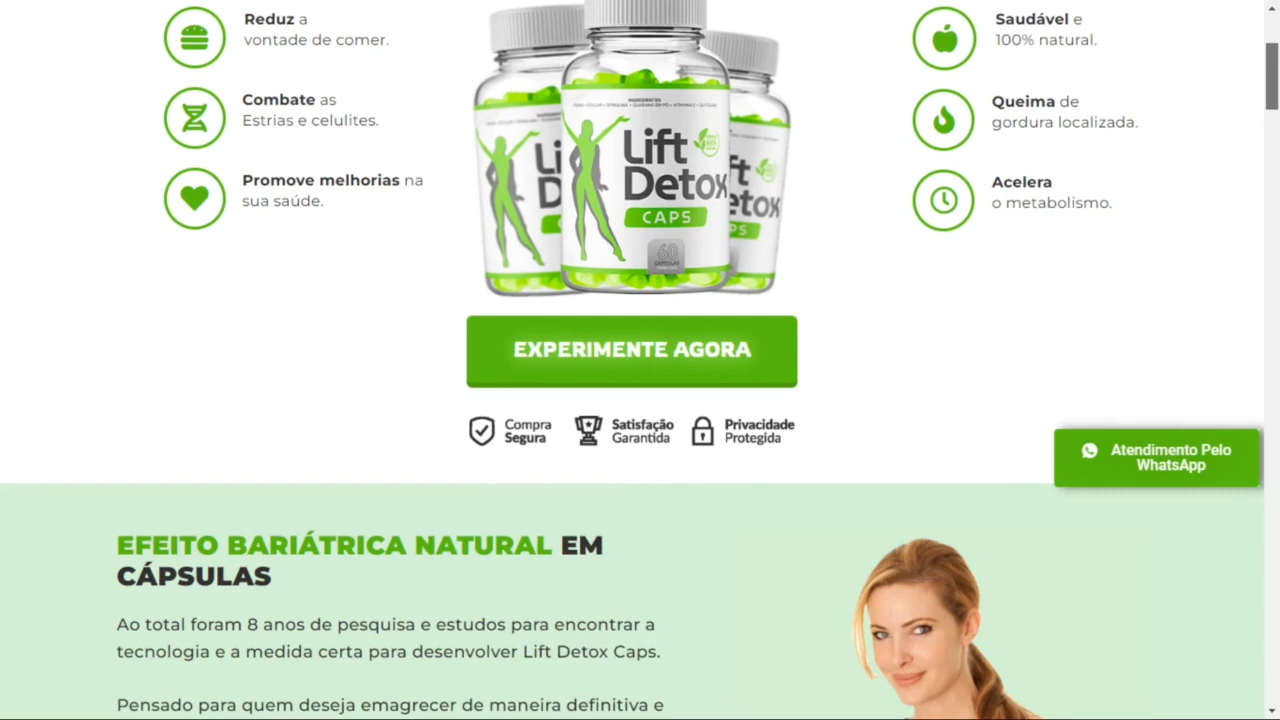 Reduz a
vontade de comer.
Combate as
Estrias e celulites.
Promove melhorias na
sua saúde.
INGREDIENTES
Lift
Detox
CAPS
60
CÁPSULAS
Saudável e
100% natural.
Queima de
gordura localizada.
Acelera
o metabolismo.
EXPERIMENTE AGORA
Compra
Segura
Satisfação
Garantida
Privacidade
Protegida
Atendimento Pelo
WhatsApp
EFEITO BARIÁTRICA NATURAL EM
CÁPSULAS
Ao total foram 8 anos de pesquisa e estudos para encontrar a
tecnologia e a medida certa para desenvolver Lift Detox Caps.
Pensado para quem deseja emagrecer de maneira definitiva e